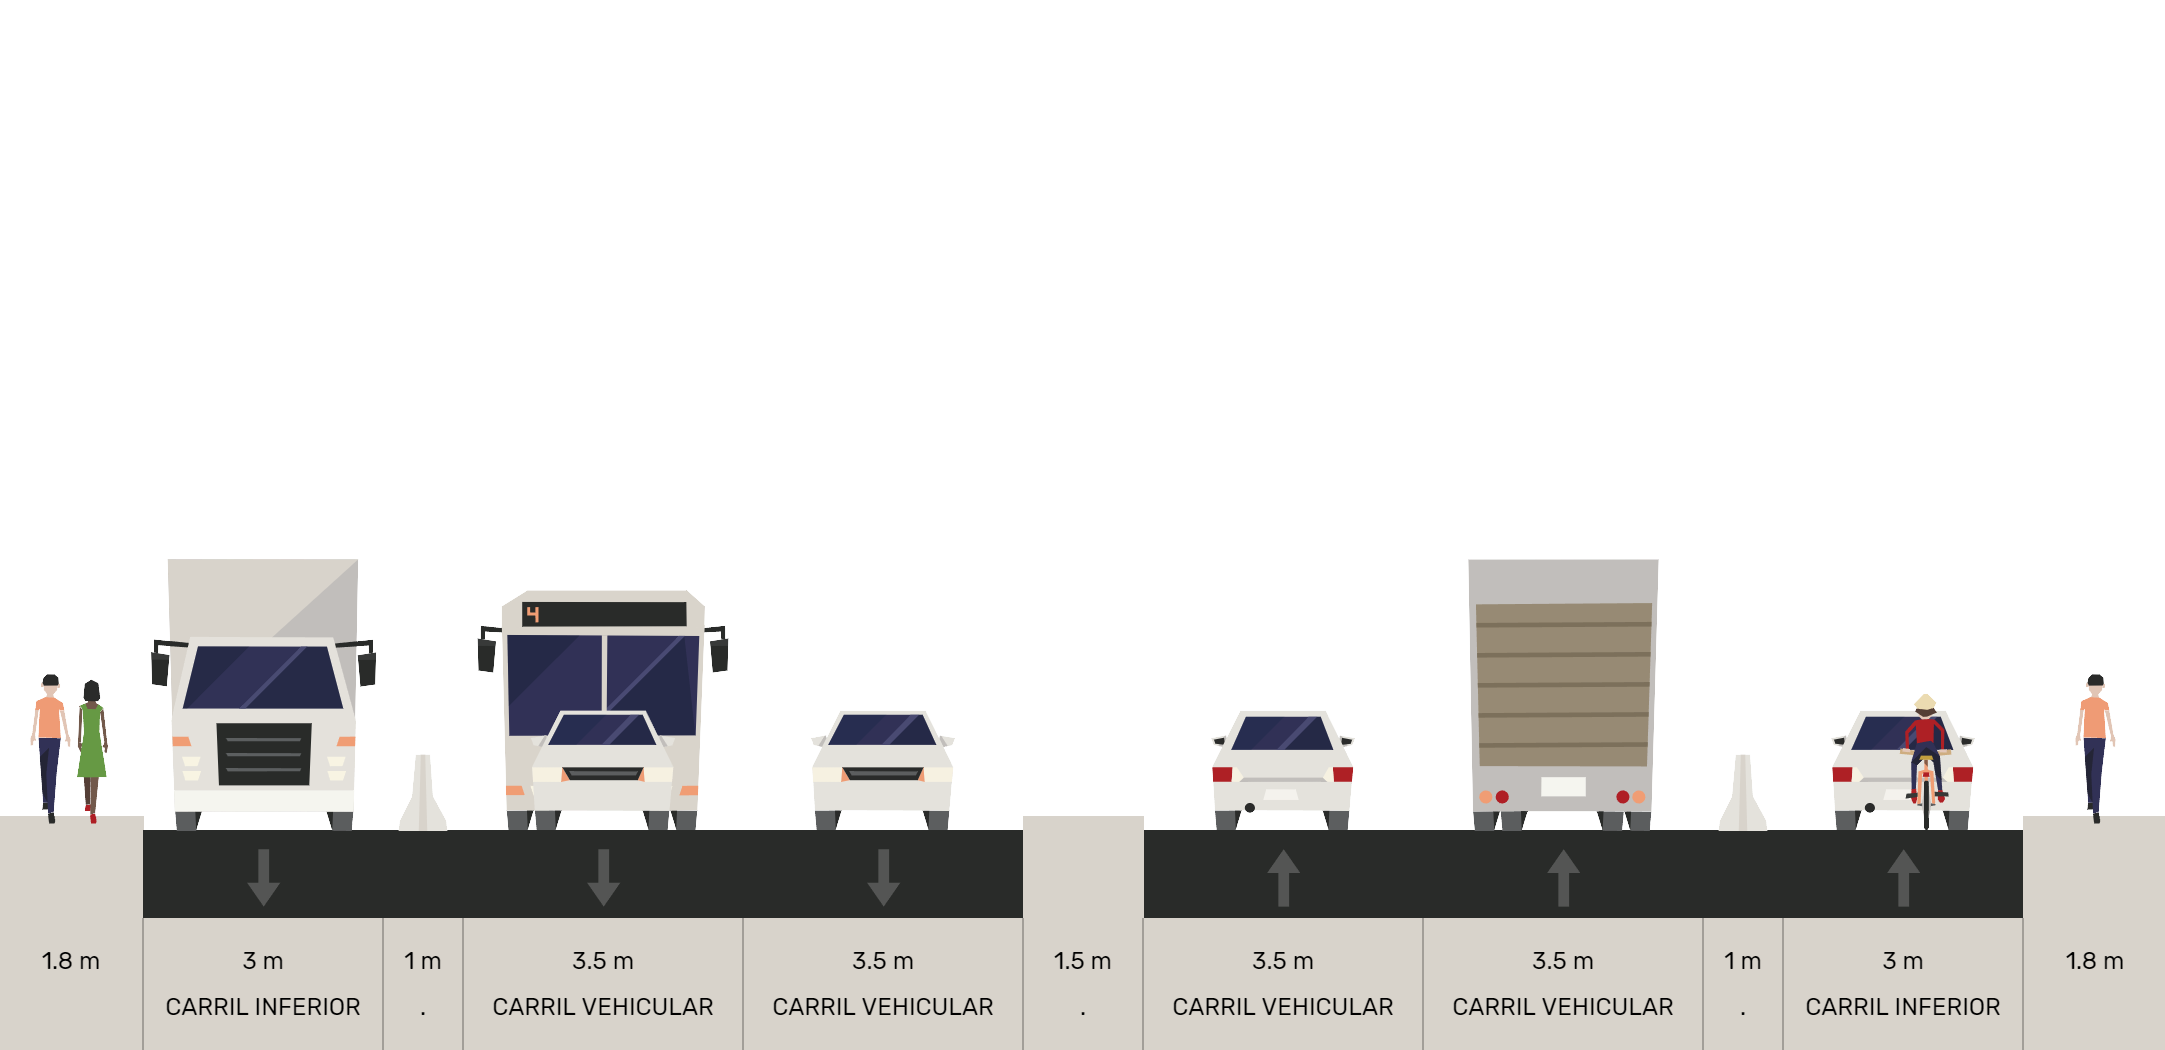 4
1.8 m
3 m
1 m
3.5 m
3.5 m
1.5 m
3.5 m
3.5 m
1 m
3 m
1.8 m
CARRIL INFERIOR
.
CARRIL VEHICULAR
CARRIL VEHICULAR
.
CARRIL VEHICULAR
CARRIL VEHICULAR
.
CARRIL INFERIOR